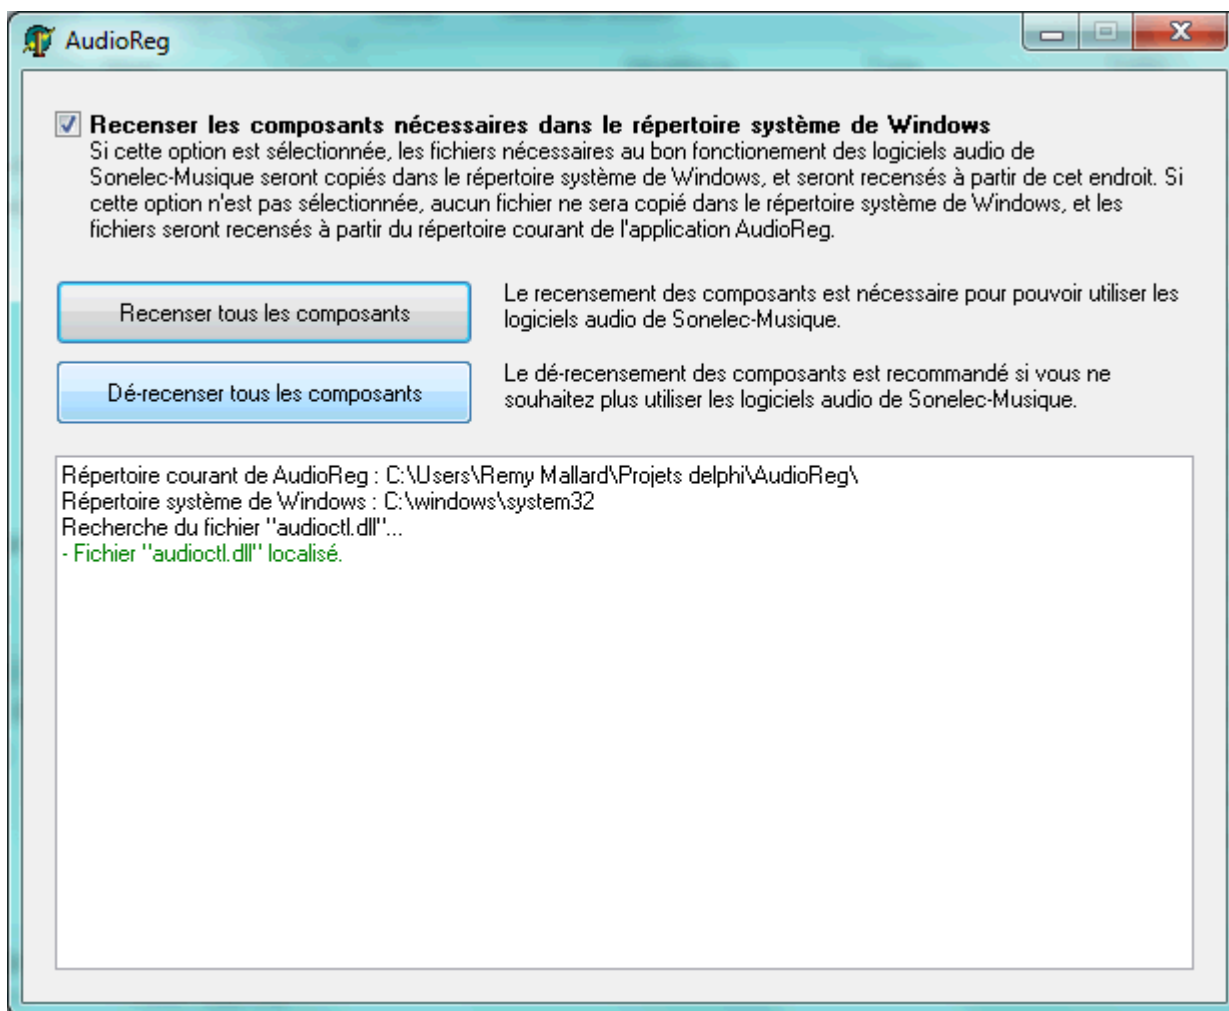 AudioReg
Recenser les composants nécessaires dans le répertoire système de Windows
Si cette option est sélectionnée, les fichiers nécessaires au bon fonctionement des logiciels audio de
Sonelec-Musique seront copiés dans le répertoire système de Windows, et seront recensés à partir de cet endroit. Si
cette option n'est pas sélectionnée, aucun fichier ne sera copié dans le répertoire système de Windows, et les
fichiers seront recensés à partir du répertoire courant de l'application AudioReg.
Recenser tous les composants
Le recensement des composants est nécessaire pour pouvoir utiliser les
logiciels audio de Sonelec-Musique.
Dé-recenser tous les composants
Le dé-recensement des composants est recommandé si vous ne
souhaitez plus utiliser les logiciels audio de Sonelec-Musique.
Répertoire courant de AudioReg : C:\Users\Remy Mallard\Projets delphi\AudioReg\
Répertoire système de Windows : C:\windows\system32
Recherche du fichier "audioctl.dll"...
- Fichier "audioctl.dll" localisé.